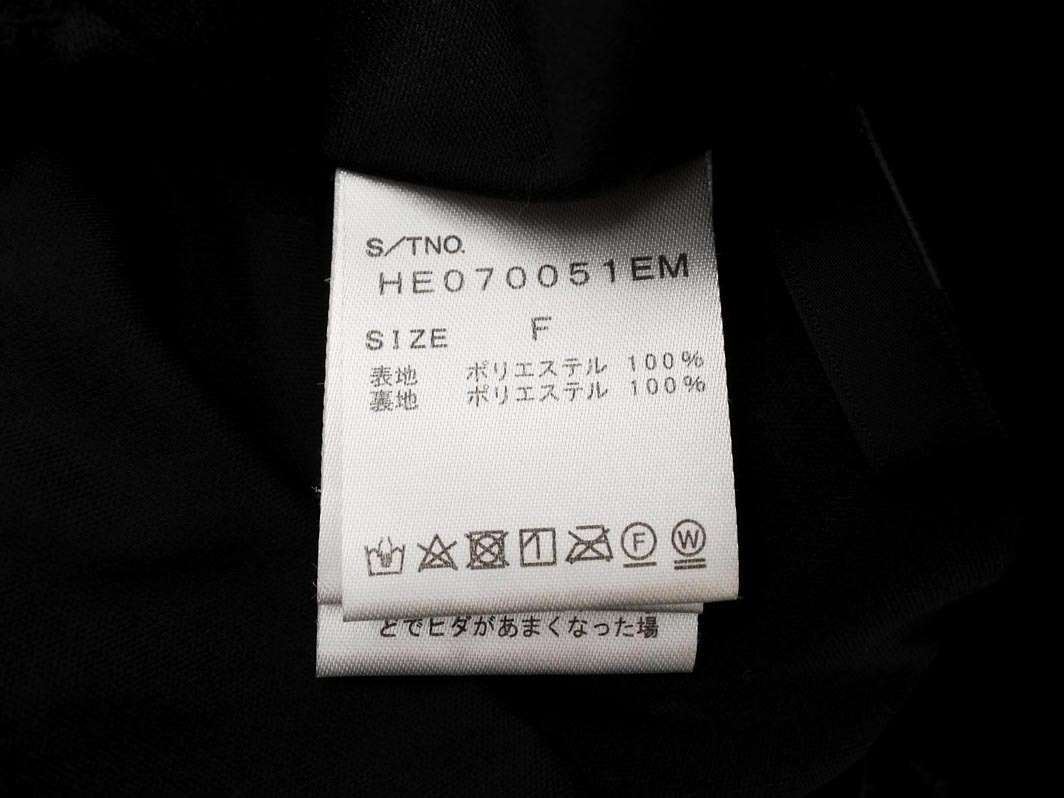 S/TNO.
HE070051EM
SIZE F
表地 ポリエステル 100%
裏地 ポリエステル 100%
F W
とでヒダがあまくなった場